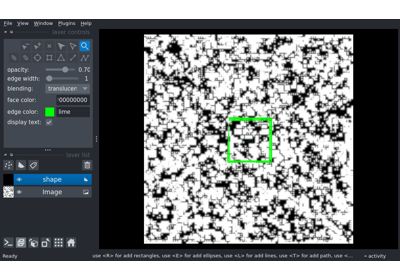 File View Window Plugins Help
layer controls
opacity: 0.70
edge width: 1
blending: translucen
face color: 00000000
edge color: lime
display text:
layer list
shape
Image
Ready
use <R> for add rectangles, use <E> for add ellipses, use <L> for add lines, use <T> for add path, use <...
activity